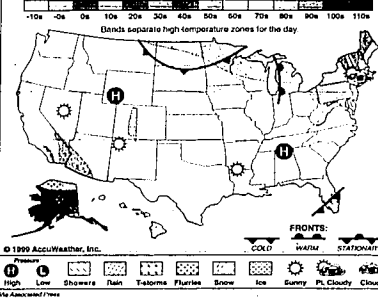 -10s -0s 0s 10s 20s 30s 40s 50s 60s 70s 80s 90s 100s 110s
Bands separate high temperature zones for the day.
H
H
FRONTS:
© 1999 AccuWeather, Inc.
COLD WARM STATIONARY
Pressure
H L
High Low Showers Rain T-storms Flurries Snow Ice Sunny Pt. Cloudy Cloudy
Via Associated Press